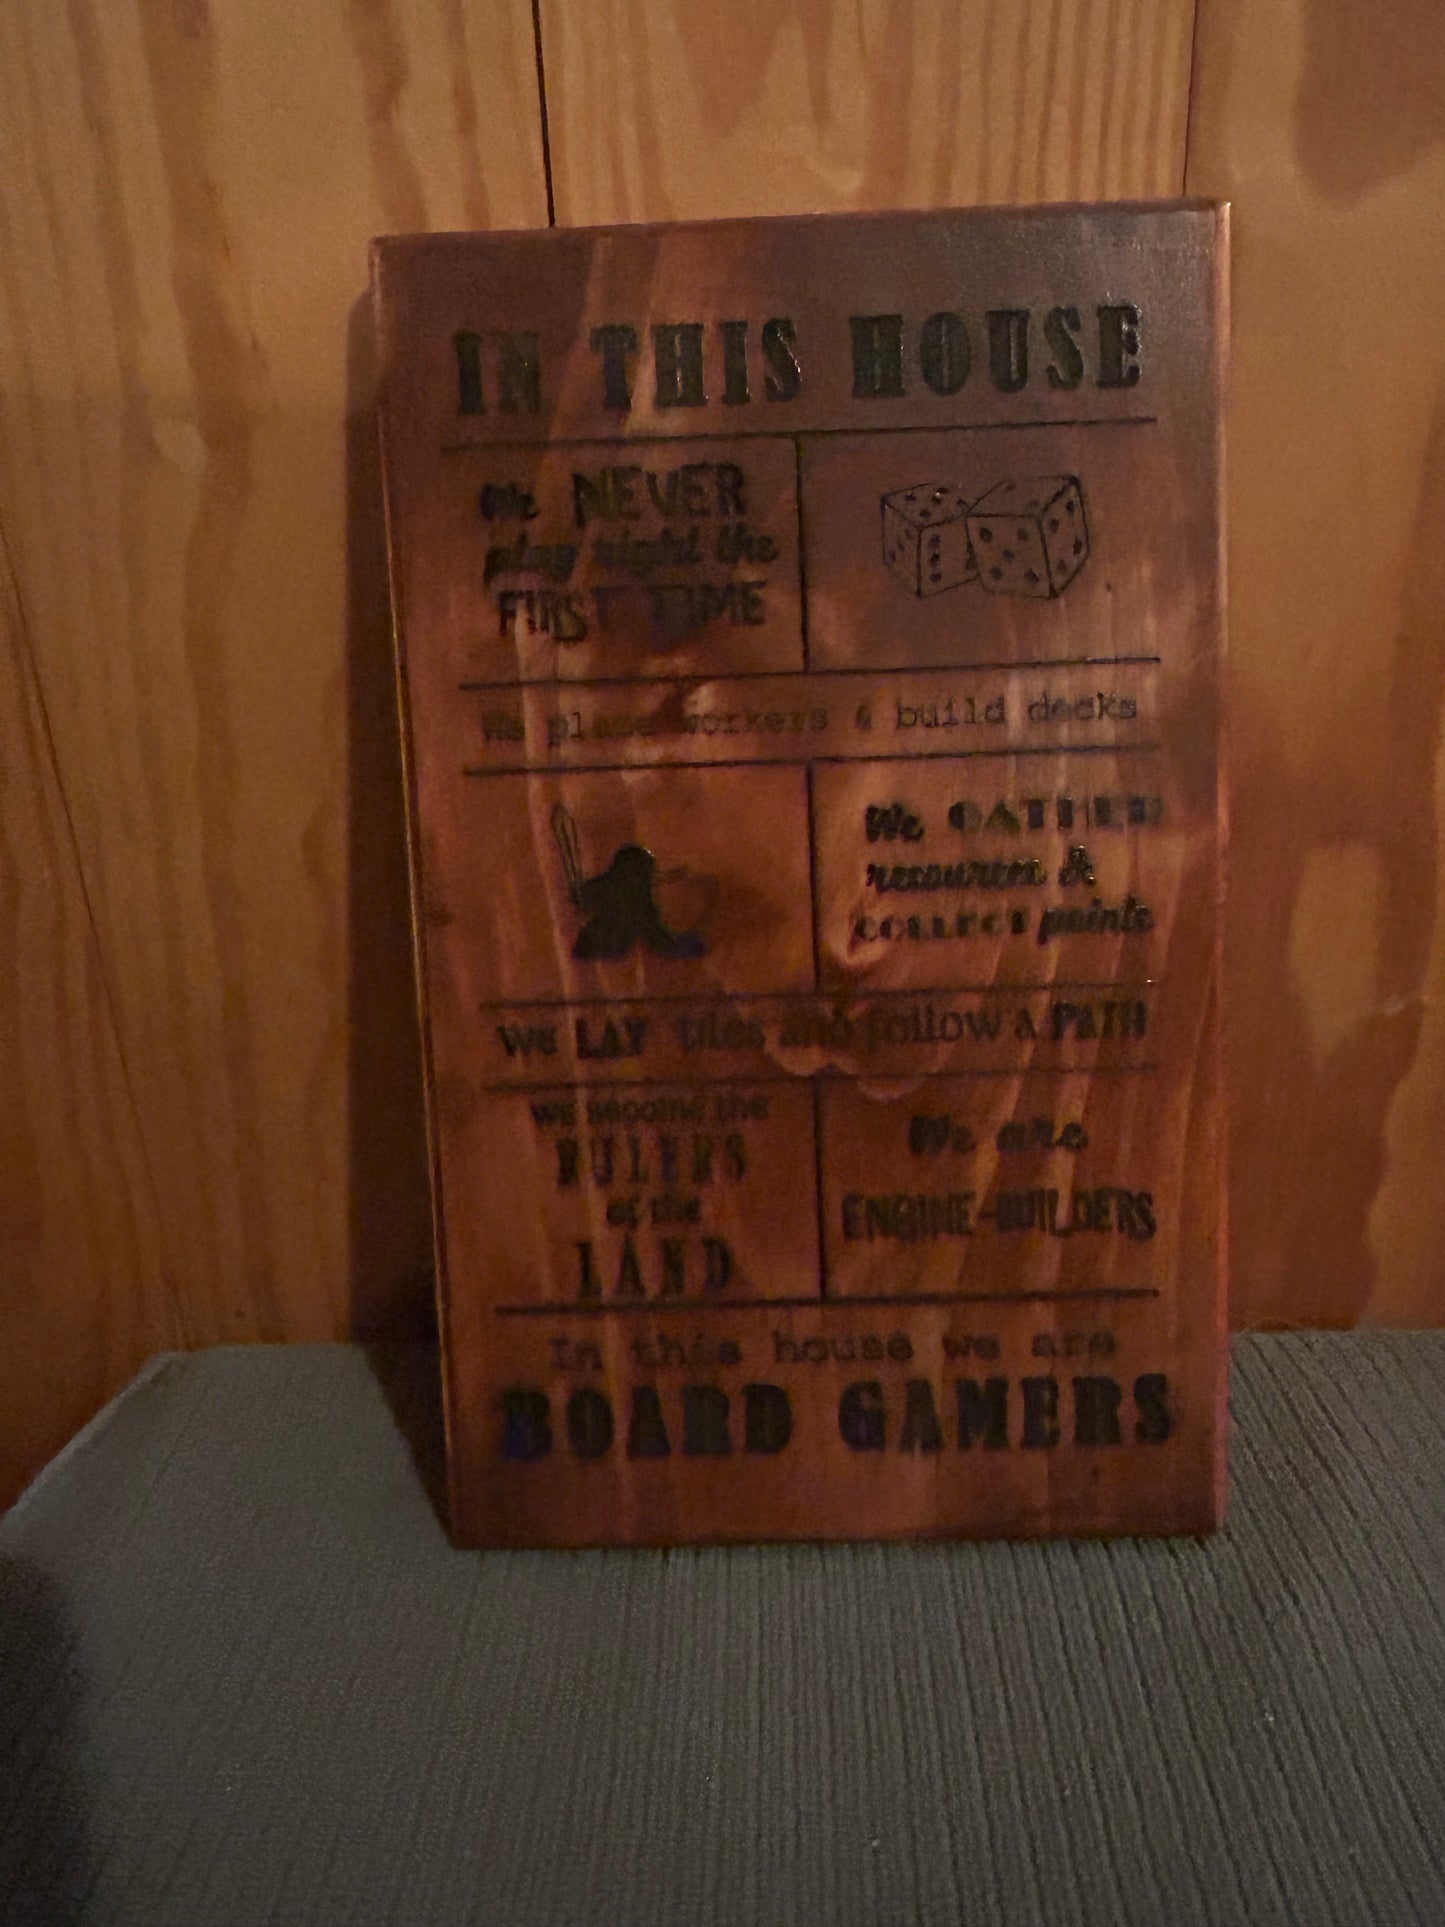 IN THIS HOUSE
We NEVER
play right the
FIRST TIME
We place workers & build decks
We GATHER
resources &
COLLECT points
We LAY tiles and follow a PATH
We become the
RULERS
of the
LAND
We are
ENGINE-BUILDERS
In this house we are
BOARD GAMERS